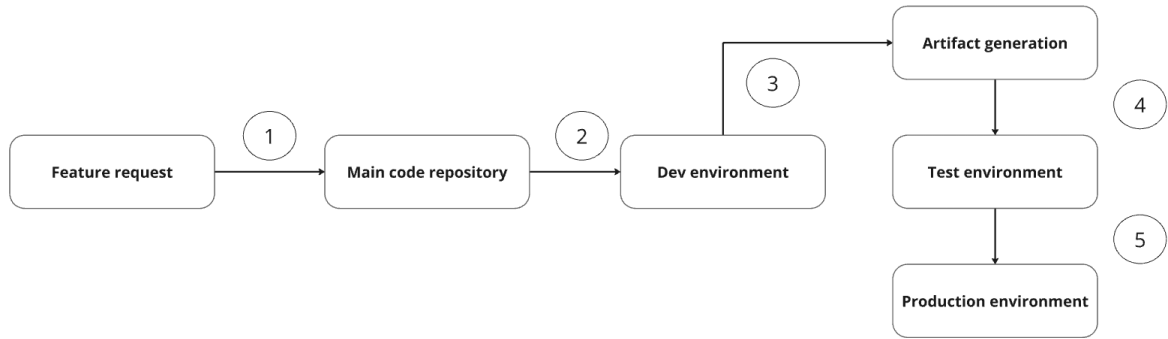 Feature request
1
Main code repository
2
Dev environment
3
Artifact generation
4
Test environment
5
Production environment